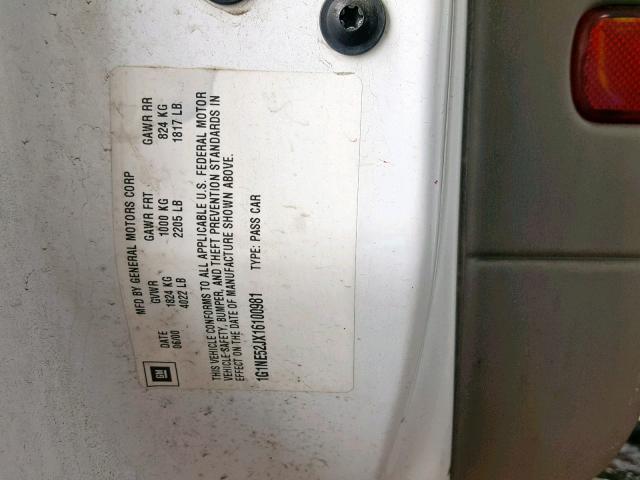 GM
MFD BY GENERAL MOTORS CORP
DATE GVWR GAWR FRT GAWR RR
06/00 1824 KG 1000 KG 824 KG
4022 LB 2205 LB 1817 LB
THIS VEHICLE CONFORMS TO ALL APPLICABLE U.S. FEDERAL MOTOR
VEHICLE-SAFETY, BUMPER, AND THEFT PREVENTION STANDARDS IN
EFFECT ON THE DATE OF MANUFACTURE SHOWN ABOVE.
1G1NE52JX16100981 TYPE: PASS CAR